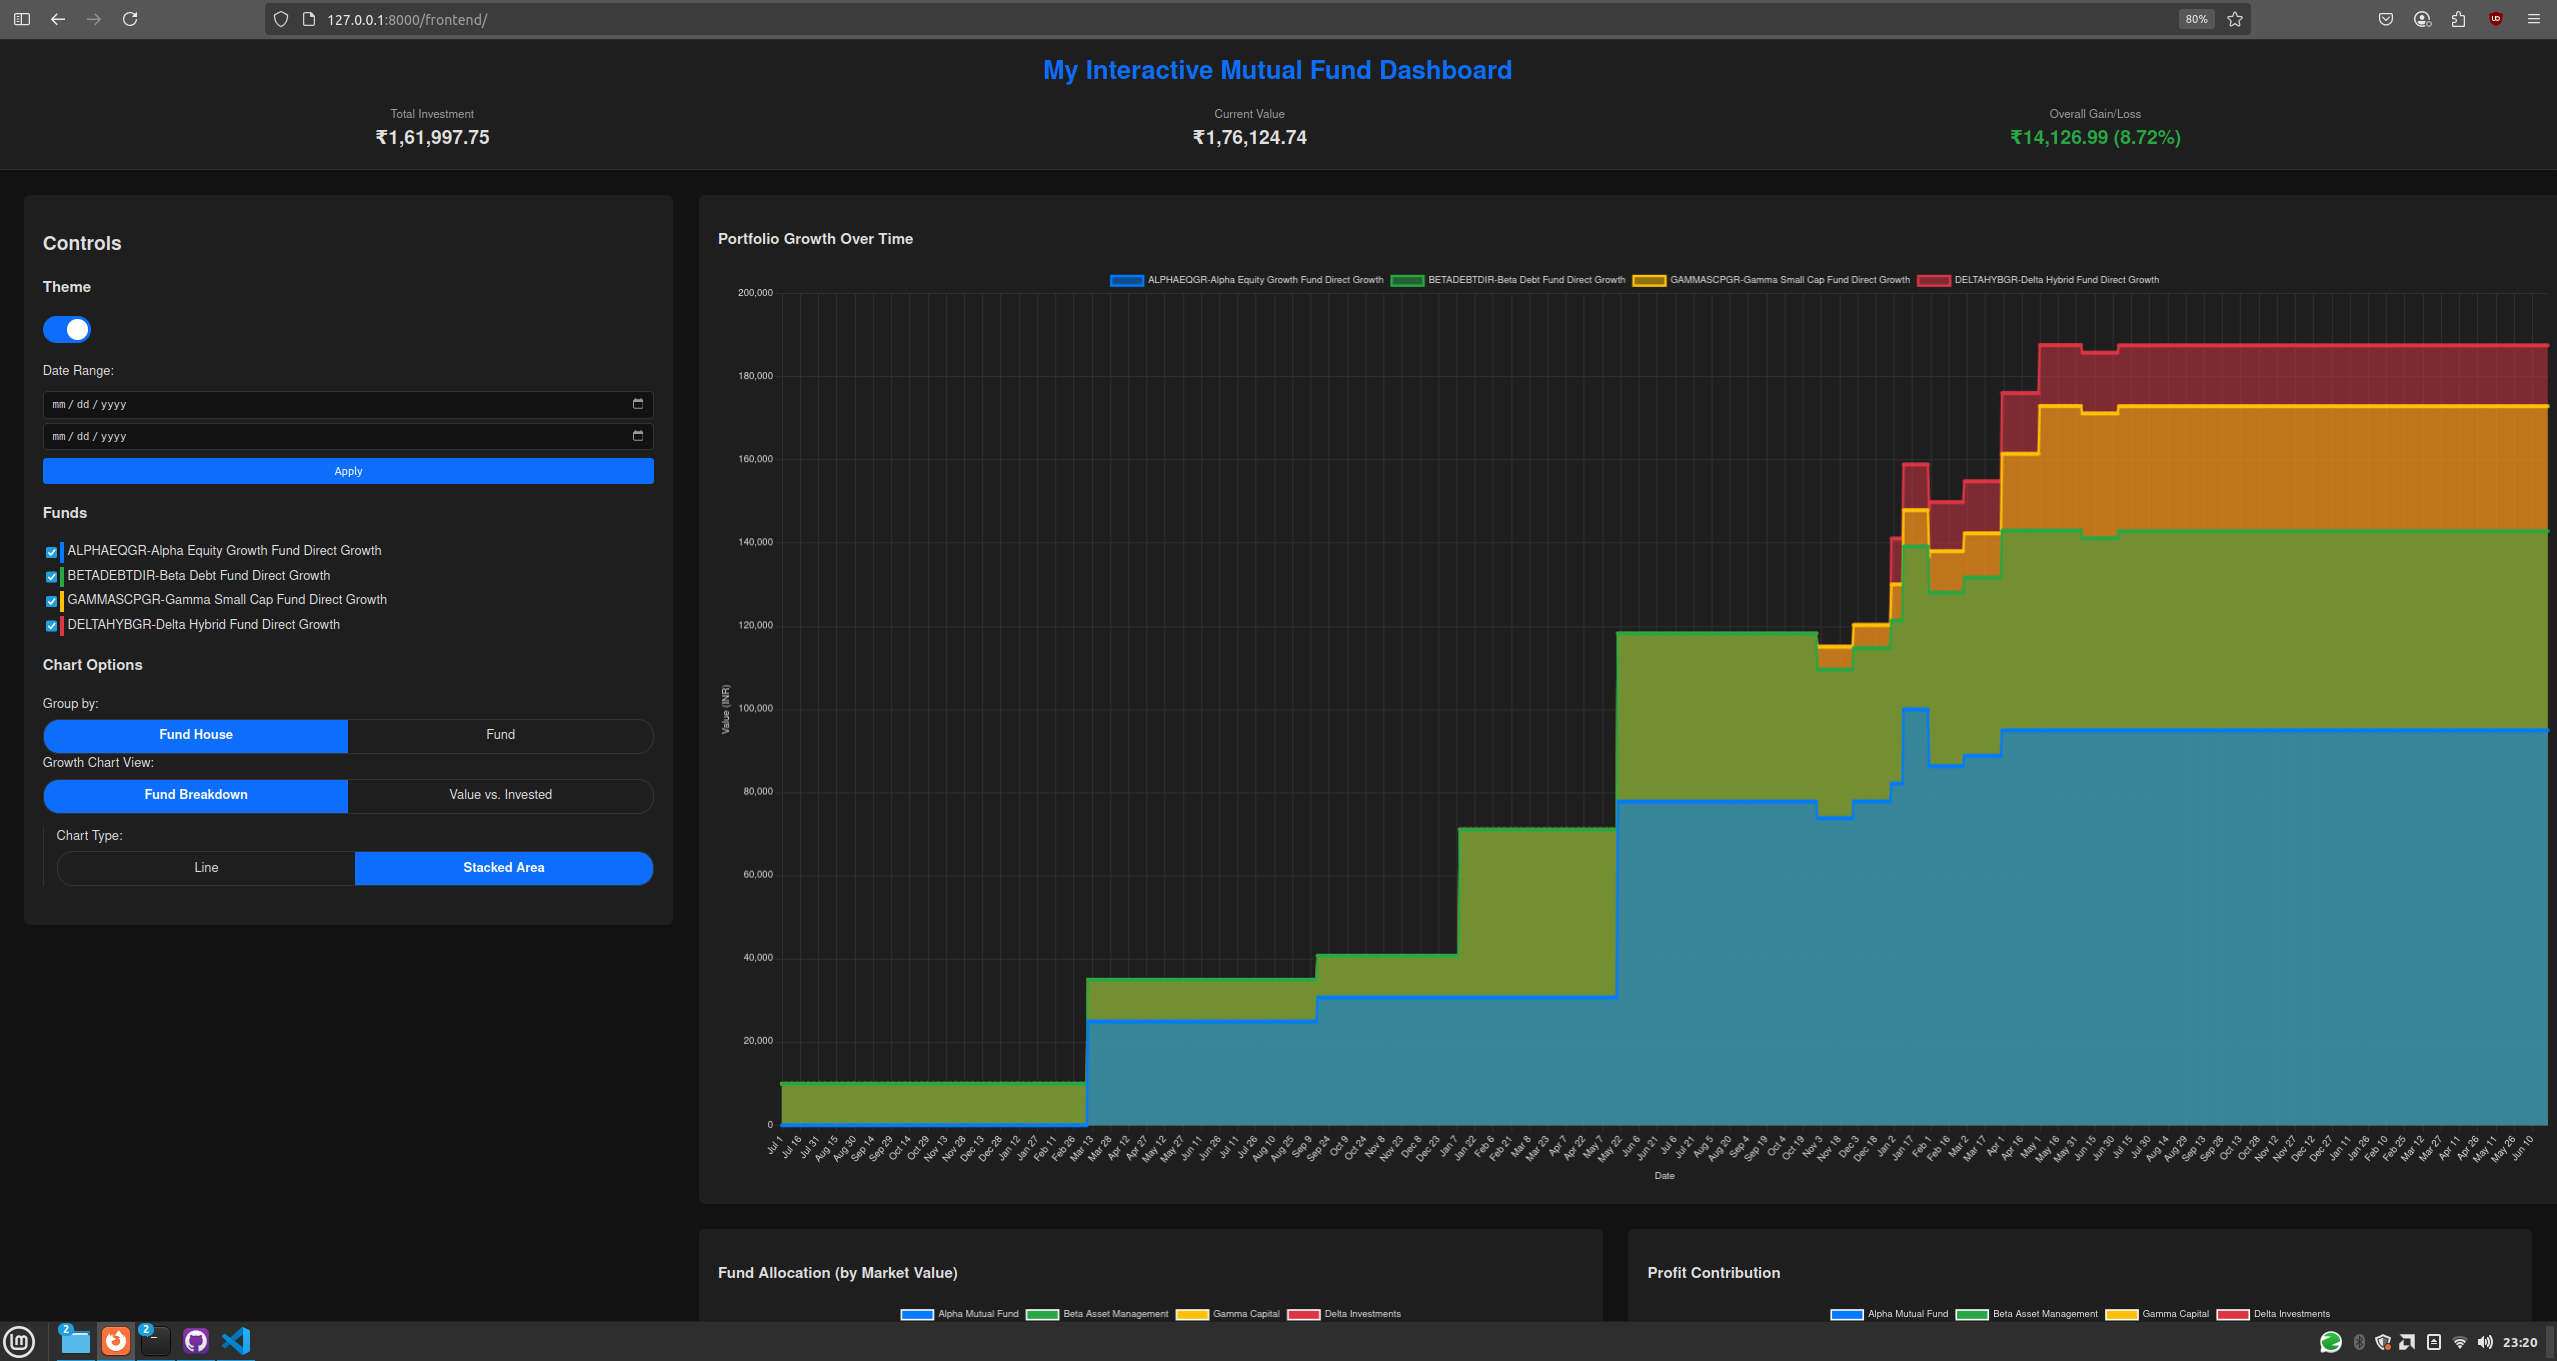 127.0.0.1:8000/frontend/
80%
My Interactive Mutual Fund Dashboard
Total Investment
₹1,61,997.75
Current Value
₹1,76,124.74
Overall Gain/Loss
₹14,126.99 (8.72%)
Controls
Theme
Date Range:
mm / dd / yyyy
mm / dd / yyyy
Apply
Funds
ALPHAEQGR-Alpha Equity Growth Fund Direct Growth
BETADEBTDIR-Beta Debt Fund Direct Growth
GAMMASCPGR-Gamma Small Cap Fund Direct Growth
DELTAHYBGR-Delta Hybrid Fund Direct Growth
Chart Options
Group by:
Fund House Fund
Growth Chart View:
Fund Breakdown Value vs. Invested
Chart Type:
Line Stacked Area
Portfolio Growth Over Time
ALPHAEQGR-Alpha Equity Growth Fund Direct Growth BETADEBTDIR-Beta Debt Fund Direct Growth GAMMASCPGR-Gamma Small Cap Fund Direct Growth DELTAHYBGR-Delta Hybrid Fund Direct Growth
200,000
180,000
160,000
140,000
120,000
100,000
80,000
60,000
40,000
20,000
0
Value (INR)
Jul 1 Jul 16 Jul 31 Aug 15 Aug 30 Sep 14 Sep 29 Oct 14 Oct 29 Nov 13 Nov 28 Dec 13 Dec 28 Jan 12 Jan 27 Feb 11 Feb 26 Mar 13 Mar 28 Apr 12 Apr 27 May 12 May 27 Jun 11 Jun 26 Jul 11 Jul 26 Aug 10 Aug 25 Sep 9 Sep 24 Oct 9 Oct 24 Nov 8 Nov 23 Dec 8 Dec 23 Jan 7 Jan 22 Feb 6 Feb 21 Mar 8 Mar 23 Apr 7 Apr 22 May 7 May 22 Jun 6 Jun 21 Jul 6 Jul 21 Aug 5 Aug 20 Sep 4 Sep 19 Oct 4 Oct 19 Nov 3 Nov 18 Dec 3 Dec 18 Jan 2 Jan 17 Feb 1 Feb 16 Mar 2 Mar 17 Apr 1 Apr 16 May 1 May 16 May 31 Jun 15 Jun 30 Jul 15 Jul 30 Aug 14 Aug 29 Sep 13 Sep 28 Oct 13 Oct 28 Nov 12 Nov 27 Dec 12 Dec 27 Jan 11 Jan 26 Feb 10 Feb 25 Mar 12 Mar 27 Apr 11 Apr 26 May 11 May 26 Jun 10
Date
Fund Allocation (by Market Value)
Alpha Mutual Fund Beta Asset Management Gamma Capital Delta Investments
Profit Contribution
Alpha Mutual Fund Beta Asset Management Gamma Capital Delta Investments
2
2
23:20